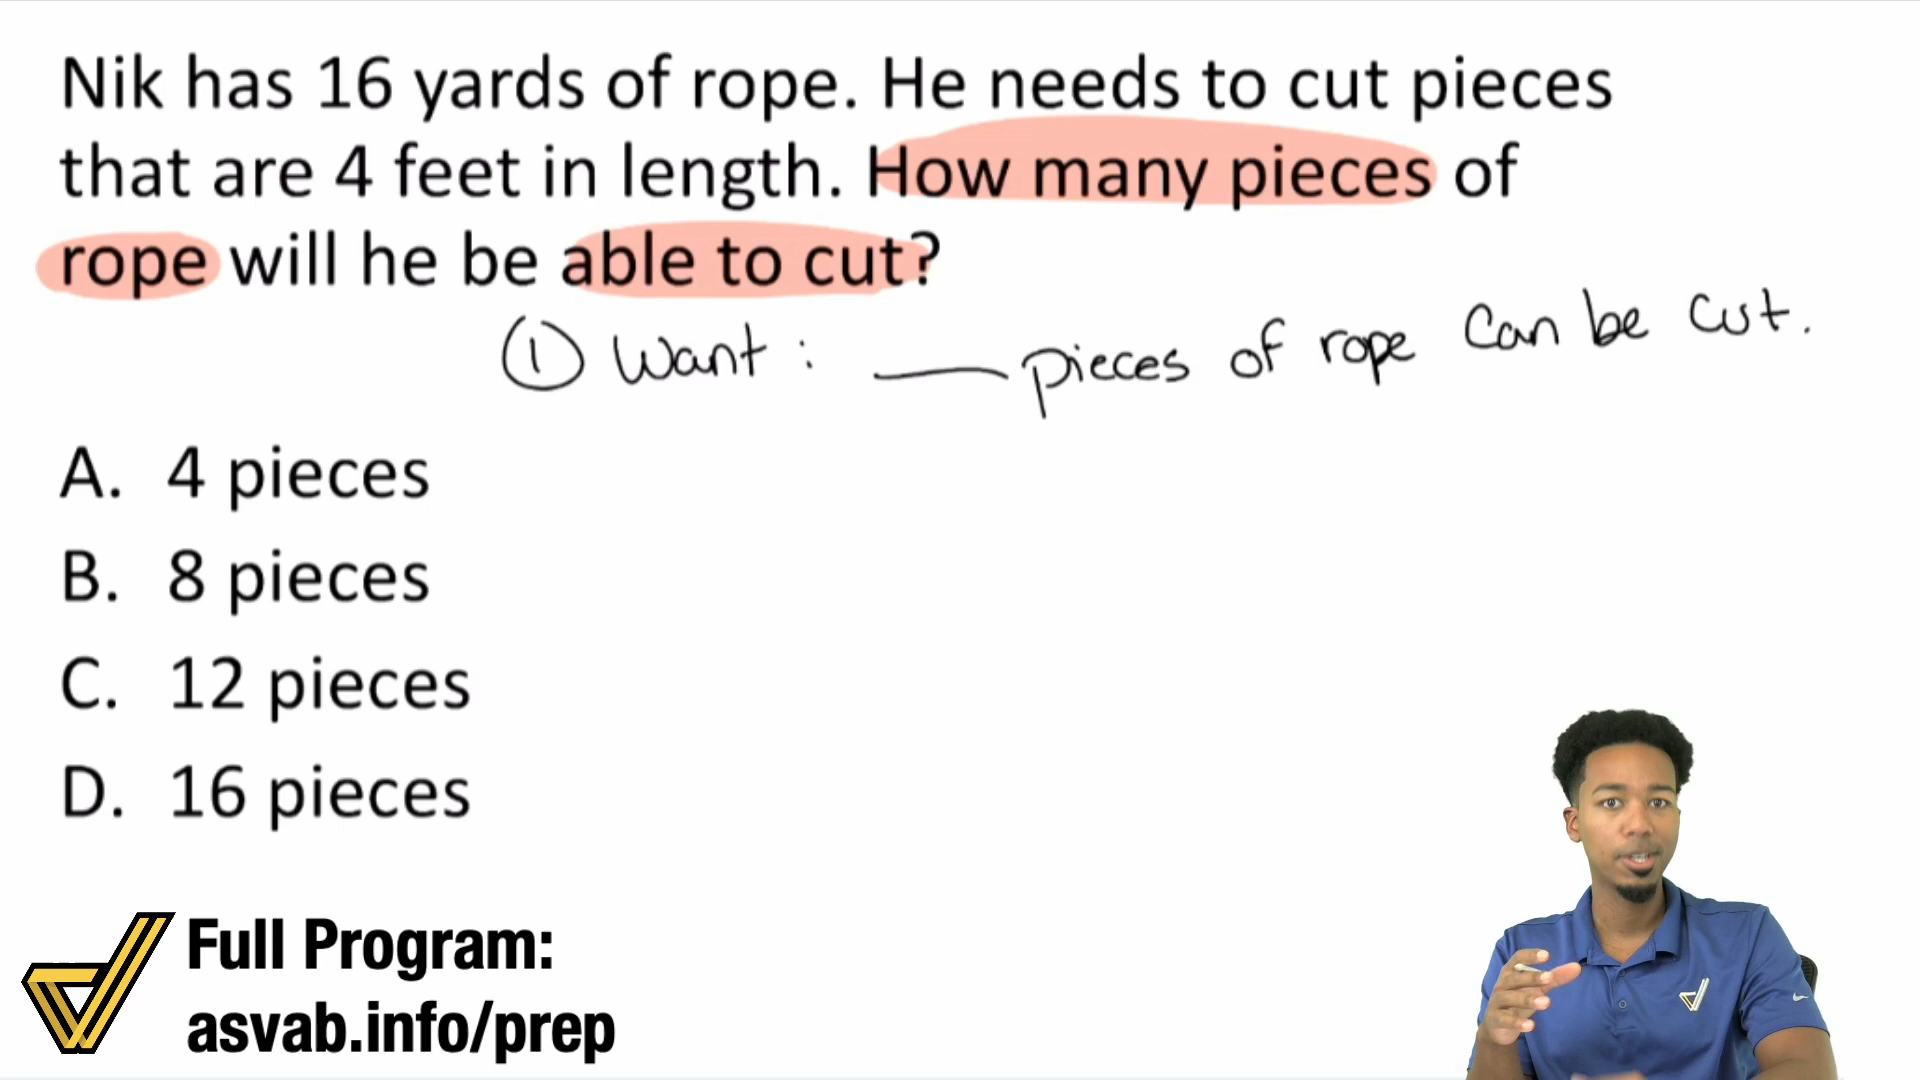 Nik has 16 yards of rope. He needs to cut pieces
that are 4 feet in length. How many pieces of
rope will he be able to cut?
① Want : ___ pieces of rope can be cut.
A. 4 pieces
B. 8 pieces
C. 12 pieces
D. 16 pieces
Full Program:
asvab.info/prep